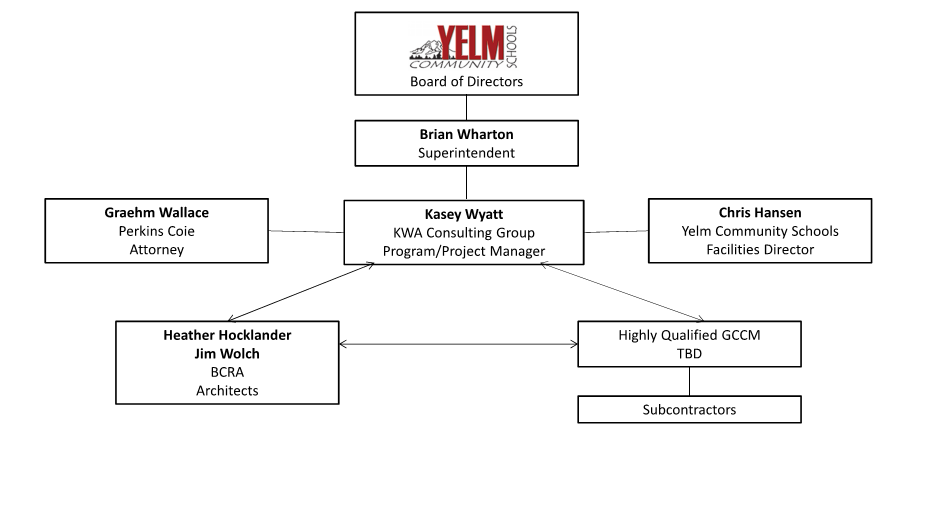 YELM
COMMUNITY
SCHOOLS
Board of Directors
Brian Wharton
Superintendent
Graehm Wallace
Perkins Coie
Attorney
Kasey Wyatt
KWA Consulting Group
Program/Project Manager
Chris Hansen
Yelm Community Schools
Facilities Director
Heather Hocklander
Jim Wolch
BCRA
Architects
Highly Qualified GCCM
TBD
Subcontractors